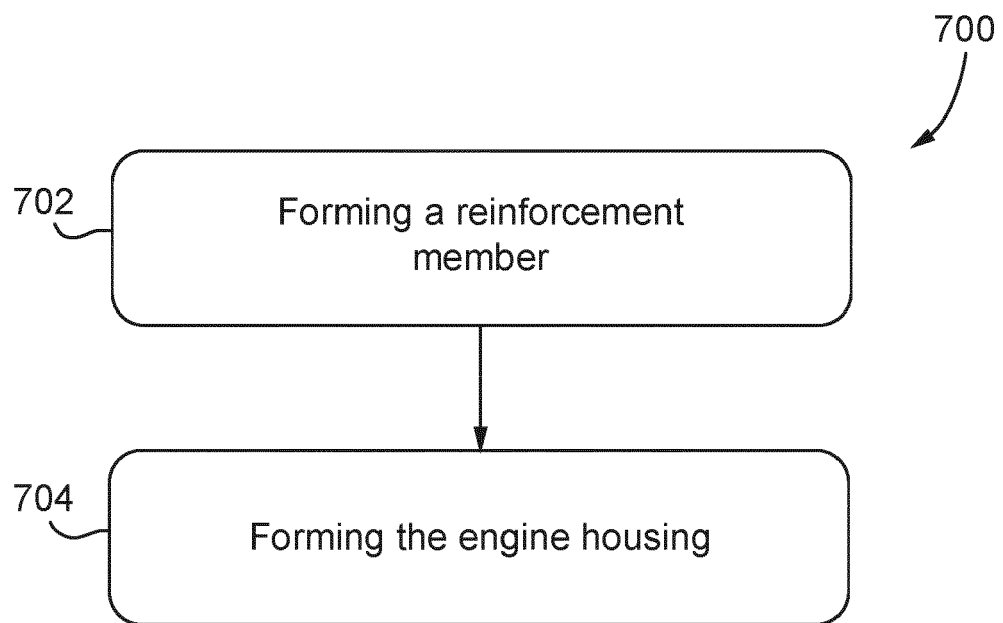 700
702
Forming a reinforcement
member
704
Forming the engine housing